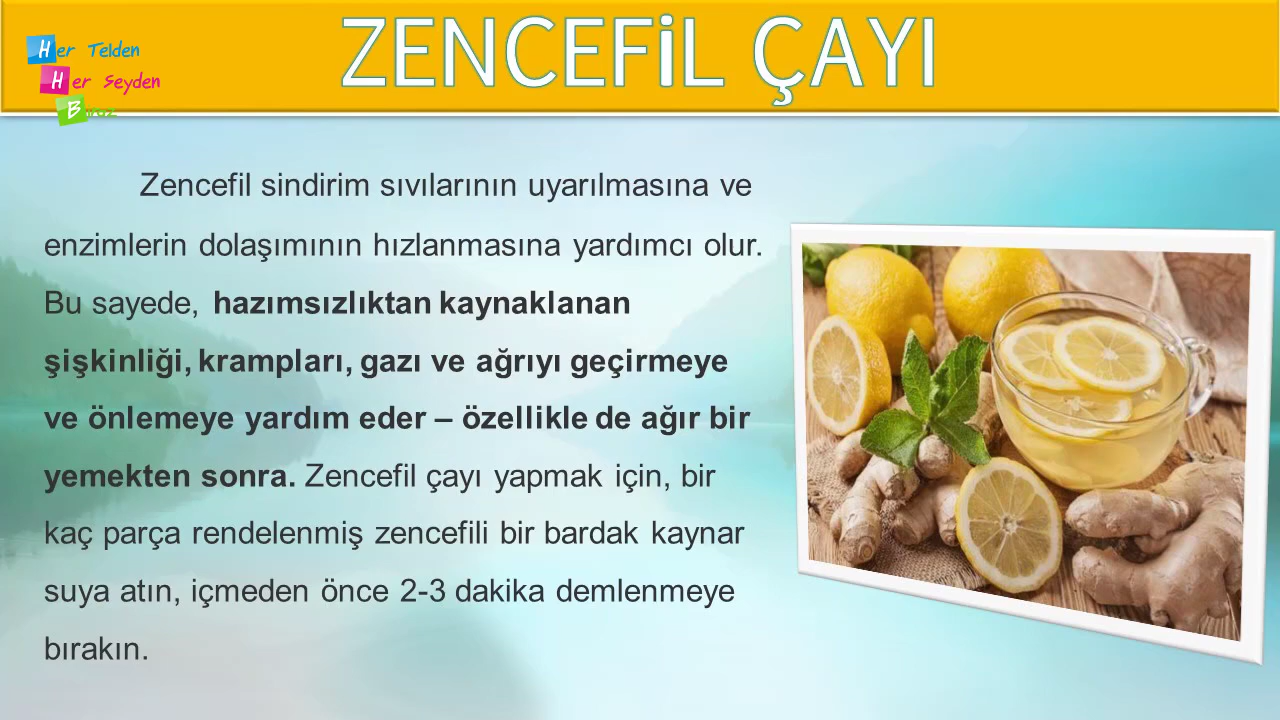 ZENCEFİL ÇAYI
Her Telden
Her Seyden
Biraz
Zencefil sindirim sıvılarının uyarılmasına ve
enzimlerin dolaşımının hızlanmasına yardımcı olur.
Bu sayede, hazımsızlıktan kaynaklanan
şişkinliği, krampları, gazı ve ağrıyı geçirmeye
ve önlemeye yardım eder – özellikle de ağır bir
yemekten sonra. Zencefil çayı yapmak için, bir
kaç parça rendelenmiş zencefili bir bardak kaynar
suya atın, içmeden önce 2-3 dakika demlenmeye
bırakın.